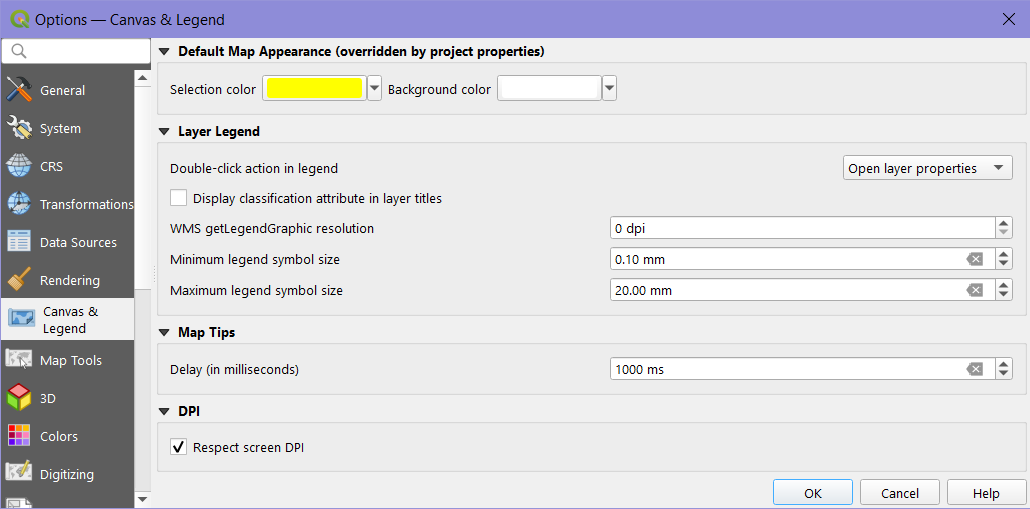 Options — Canvas & Legend
General
System
CRS
Transformations
Data Sources
Rendering
Canvas &
Legend
Map Tools
3D
Colors
Digitizing
Default Map Appearance (overridden by project properties)
Selection color Background color
Layer Legend
Double-click action in legend Open layer properties
Display classification attribute in layer titles
WMS getLegendGraphic resolution 0 dpi
Minimum legend symbol size 0.10 mm
Maximum legend symbol size 20.00 mm
Map Tips
Delay (in milliseconds) 1000 ms
DPI
Respect screen DPI
OK Cancel Help